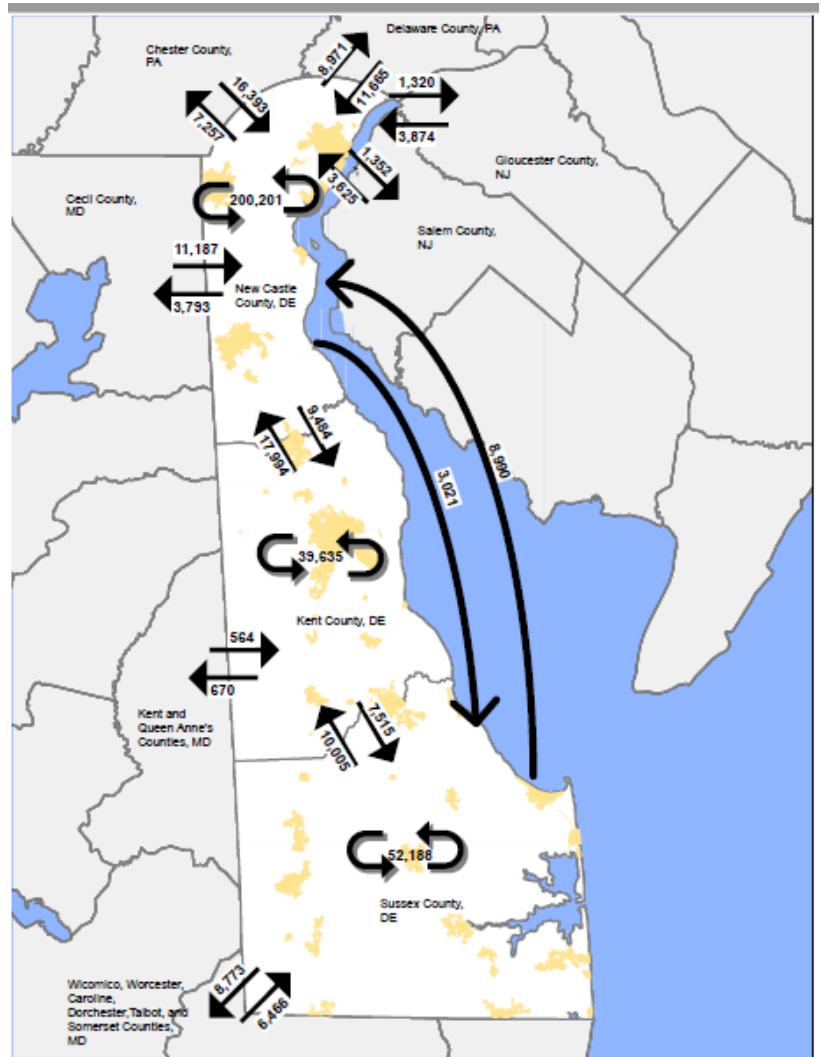 Delaware County, PA
Chester County,
PA
8,971
11,665
16,393
7,257
1,320
3,874
Gloucester County,
NJ
1,352
3,625
Cecil County,
MD
200,201
Salem County,
NJ
11,187
3,793
New Castle
County, DE
9,484
17,994
8,990
3,021
39,635
Kent County, DE
564
670
Kent and
Queen Anne's
Counties, MD
7,515
10,005
52,188
Sussex County,
DE
8,773
6,466
Wicomico, Worcester,
Caroline,
Dorchester,Talbot, and
Somerset Counties,
MD